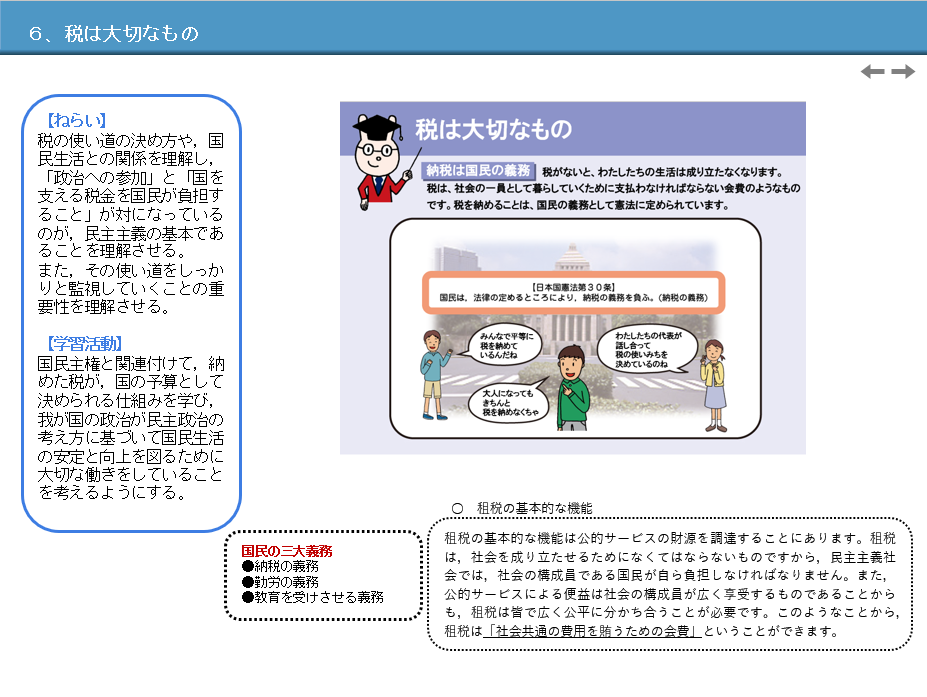 ６、税は大切なもの
【ねらい】
税の使い道の決め方や，国
民生活との関係を理解し，
「政治への参加」と「国を
支える税金を国民が負担す
ること」が対になっている
のが，民主主義の基本であ
ることを理解させる。
また，その使い道をしっか
りと監視していくことの重
要性を理解させる。
【学習活動】
国民主権と関連付けて，納
めた税が，国の予算として
決められる仕組みを学び，
我が国の政治が民主政治の
考え方に基づいて国民生活
の安定と向上を図るために
大切な働きをしていること
を考えるようにする。
税は大切なもの
納税は国民の義務 税がないと、わたしたちの生活は成り立たなくなります。
税は、社会の一員として暮らしていくために支払わなければならない会費のようなもの
です。税を納めることは、国民の義務として憲法に定められています。
【日本国憲法第３０条】
国民は，法律の定めるところにより，納税の義務を負ふ。（納税の義務）
みんなで平等に
税を納めて
いるんだね
わたしたちの代表が
話し合って
税の使いみちを
決めているのね
大人になっても
きちんと
税を納めなくちゃ
国民の三大義務
●納税の義務
●勤労の義務
●教育を受けさせる義務
○　租税の基本的な機能
租税の基本的な機能は公的サービスの財源を調達することにあります。租税
は，社会を成り立たせるためになくてはならないものですから，民主主義社
会では，社会の構成員である国民が自ら負担しなければなりません。また，
公的サービスによる便益は社会の構成員が広く享受するものであることから
も，租税は皆で広く公平に分かち合うことが必要です。このようなことから，
租税は「社会共通の費用を賄うための会費」ということができます。